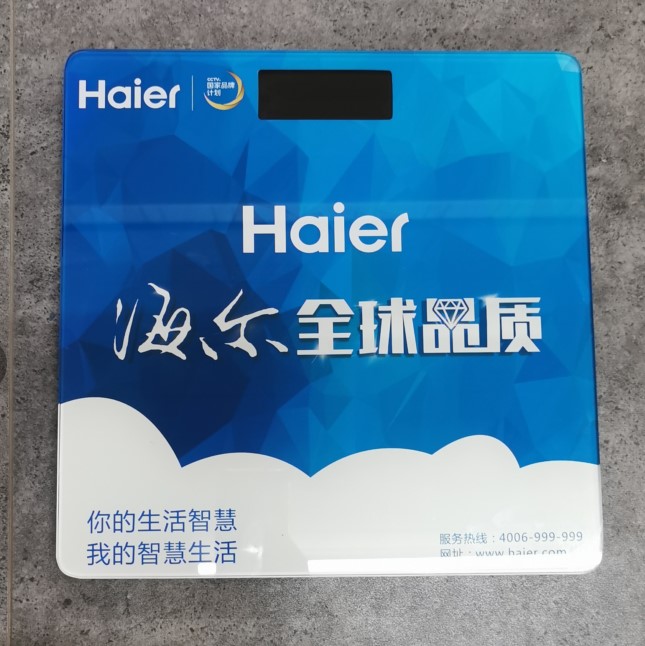 Haier
CCTV.
国家品牌
计划
Haier
海尔全球品质
你的生活智慧
我的智慧生活
服务热线：4006-999-999
网址：www.haier.com